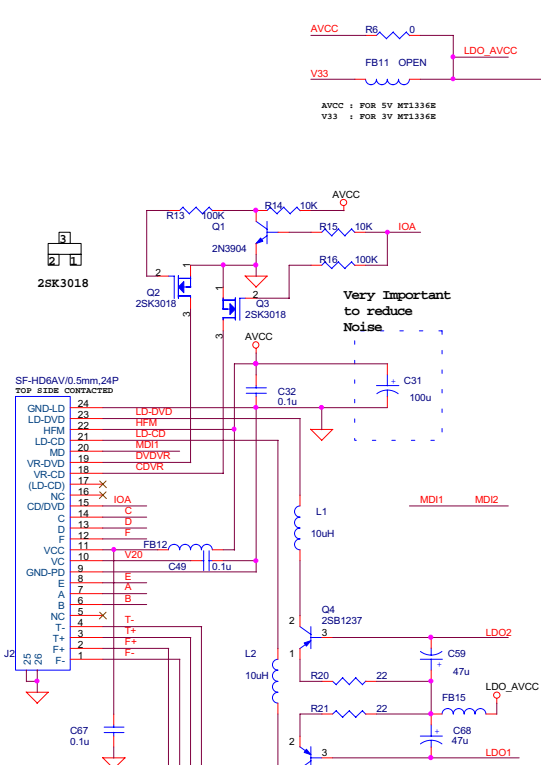 AVCC R6 0
LDO_AVCC
FB11 OPEN
V33
AVCC : FOR 5V MT1336E
V33 : FOR 3V MT1336E
AVCC
R13 100K
R14 10K
Q1
R15 10K IOA
2N3904
R16 100K
3
2 1
2SK3018
2 1
Q2
2SK3018
3
1 2
Q3
2SK3018
3
Very Important
to reduce
Noise
AVCC
SF-HD6AV/0.5mm,24P
TOP SIDE CONTACTED
C32
0.1u
+ C31
100u
GND-LD 24
LD-DVD 23 LD-DVD
HFM 22 HFM
LD-CD 21 LD-CD
MD 20 MDI1
VR-DVD 19 DVDVR
VR-CD 18 CDVR
(LD-CD) 17
NC 16
CD/DVD 15 IOA
C 14 C
D 13 D
F 12 F
VCC 11
VC 10 V20
GND-PD 9
E 8 E
A 7 A
B 6 B
NC 5
T- 4 T-
T+ 3 T+
F+ 2 F+
F- 1 F-
FB12
C49 0.1u
J2
25
26
MDI1 MDI2
L1
10uH
Q4
2SB1237
2
3
1
LDO2
L2
10uH
C59
+
47u
R20 22
FB15
LDO_AVCC
R21 22
C68
+
47u
2
3
LDO1
C67
0.1u